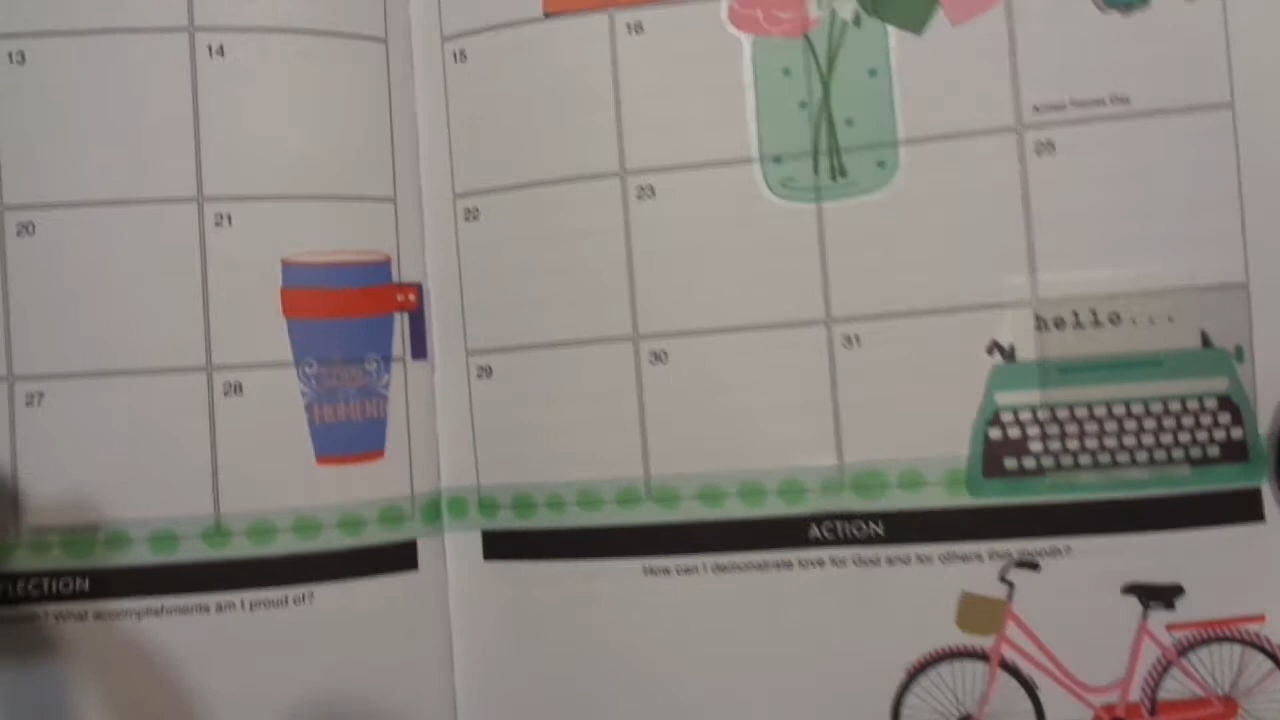 13
14
15
16
20
21
22
23
25
27
28
29
30
31
hello...
MOMENT
ACTION
How can I demonstrate love for God and for others this month?
LECTION
What accomplishments am I proud of?